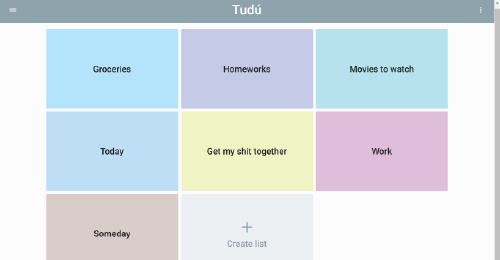 Tudú
Groceries
Homeworks
Movies to watch
Today
Get my shit together
Work
Someday
Create list